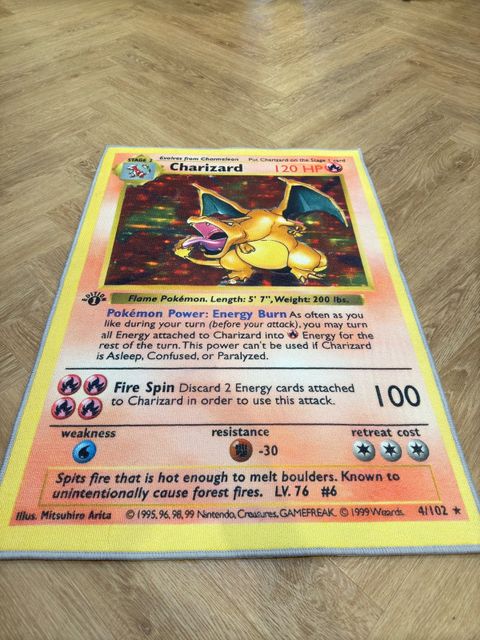 STAGE 2 Evolves from Charmeleon Put Charizard on the Stage 1 card
Charizard 120 HP
EDITION
1
Flame Pokémon. Length: 5' 7", Weight: 200 lbs.
Pokémon Power: Energy Burn As often as you
like during your turn (before your attack), you may turn
all Energy attached to Charizard into Energy for the
rest of the turn. This power can't be used if Charizard
is Asleep, Confused, or Paralyzed.
Fire Spin Discard 2 Energy cards attached
to Charizard in order to use this attack. 100
weakness resistance retreat cost
-30
Spits fire that is hot enough to melt boulders. Known to
unintentionally cause forest fires. LV. 76 #6
Illus. Mitsuhiro Arita © 1995, 96, 98, 99 Nintendo, Creatures, GAMEFREAK. © 1999 Wizards. 4/102 ★